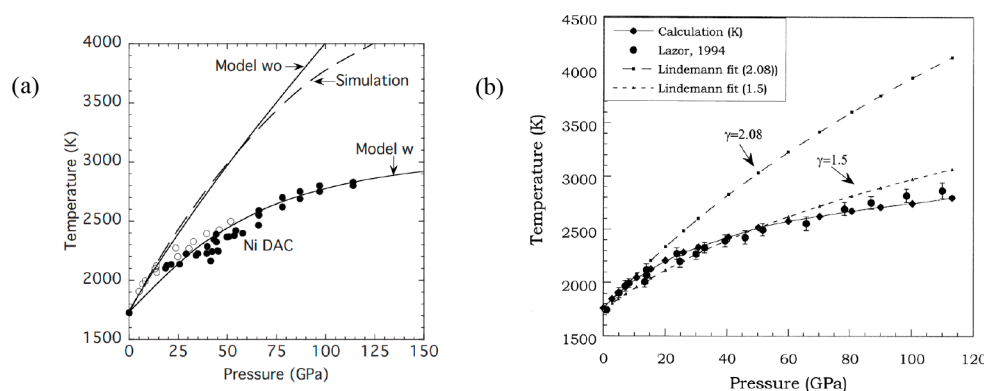 (a)
4000
3500
3000
2500
2000
1500
Temperature (K)
Model wo
Simulation
Model w
Ni DAC
0 25 50 75 100 125 150
Pressure (GPa)
(b)
4500
4000
3500
3000
2500
2000
1500
Temperature (K)
Calculation (K)
Lazor, 1994
Lindemann fit (2.08))
Lindemann fit (1.5)
γ=2.08
γ=1.5
0 20 40 60 80 100 120
Pressure (GPa)